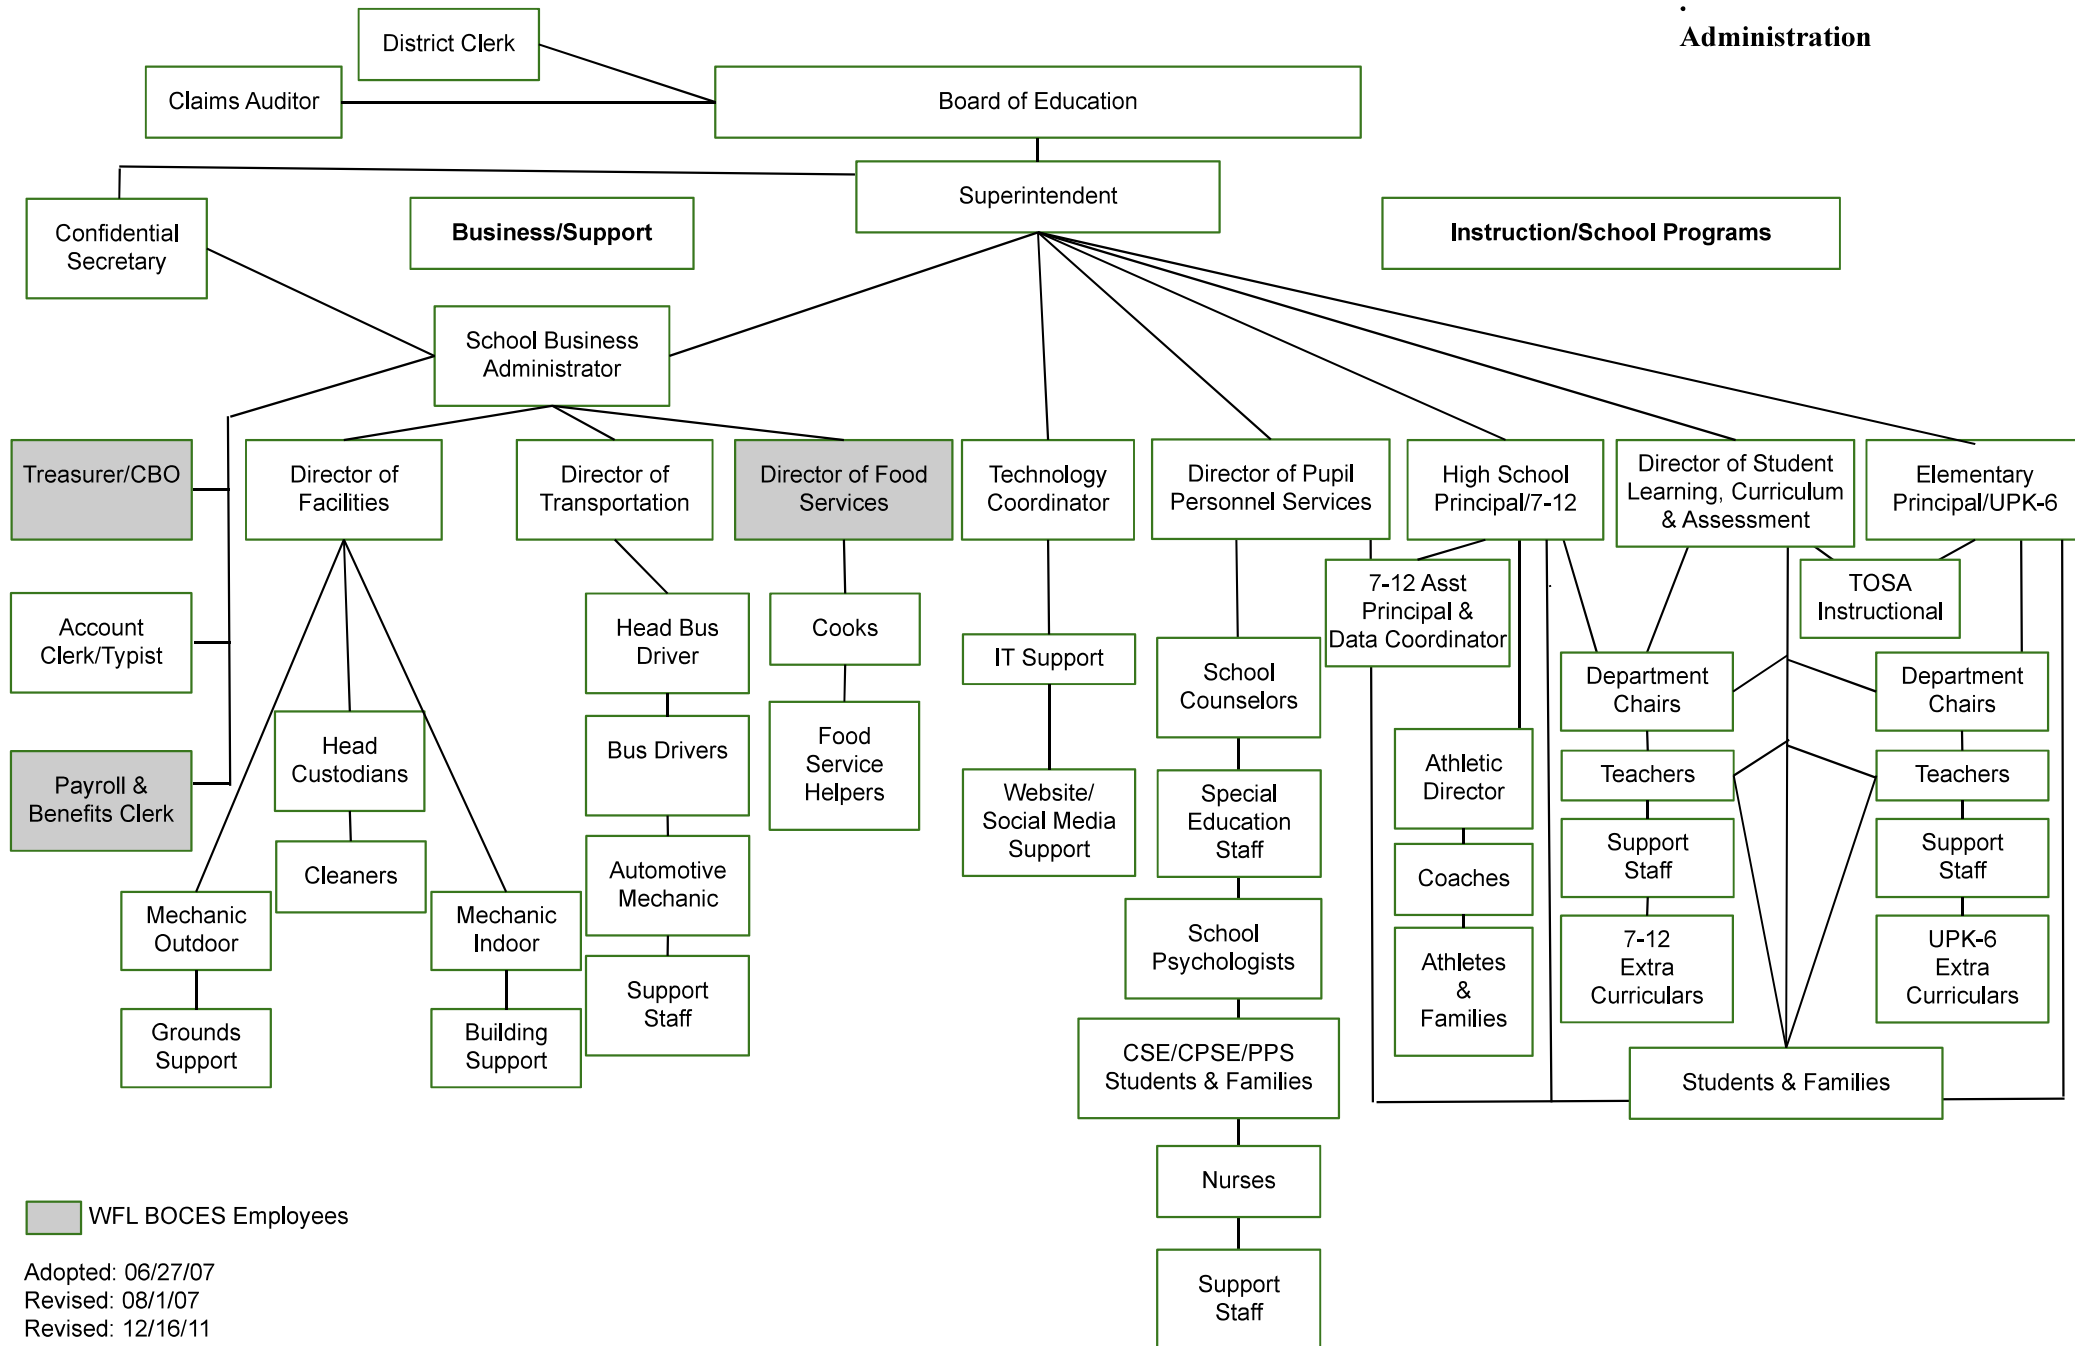 .
Administration
District Clerk
Claims Auditor
Board of Education
Superintendent
Confidential
Secretary
Business/Support
Instruction/School Programs
School Business
Administrator
Treasurer/CBO
Director of
Facilities
Director of
Transportation
Director of Food
Services
Technology
Coordinator
Director of Pupil
Personnel Services
High School
Principal/7-12
Director of Student
Learning, Curriculum
& Assessment
Elementary
Principal/UPK-6
7-12 Asst
Principal &
Data Coordinator
TOSA
Instructional
Account
Clerk/Typist
Head Bus
Driver
Cooks
IT Support
School
Counselors
Department
Chairs
Department
Chairs
Payroll &
Benefits Clerk
Head
Custodians
Bus Drivers
Food
Service
Helpers
Website/
Social Media
Support
Special
Education
Staff
Athletic
Director
Teachers
Teachers
Cleaners
Automotive
Mechanic
Coaches
Support
Staff
Support
Staff
Mechanic
Outdoor
Mechanic
Indoor
School
Psychologists
Athletes
&
Families
7-12
Extra
Curriculars
UPK-6
Extra
Curriculars
Support
Staff
Grounds
Support
Building
Support
CSE/CPSE/PPS
Students & Families
Students & Families
Nurses
Support
Staff
WFL BOCES Employees
Adopted: 06/27/07
Revised: 08/1/07
Revised: 12/16/11